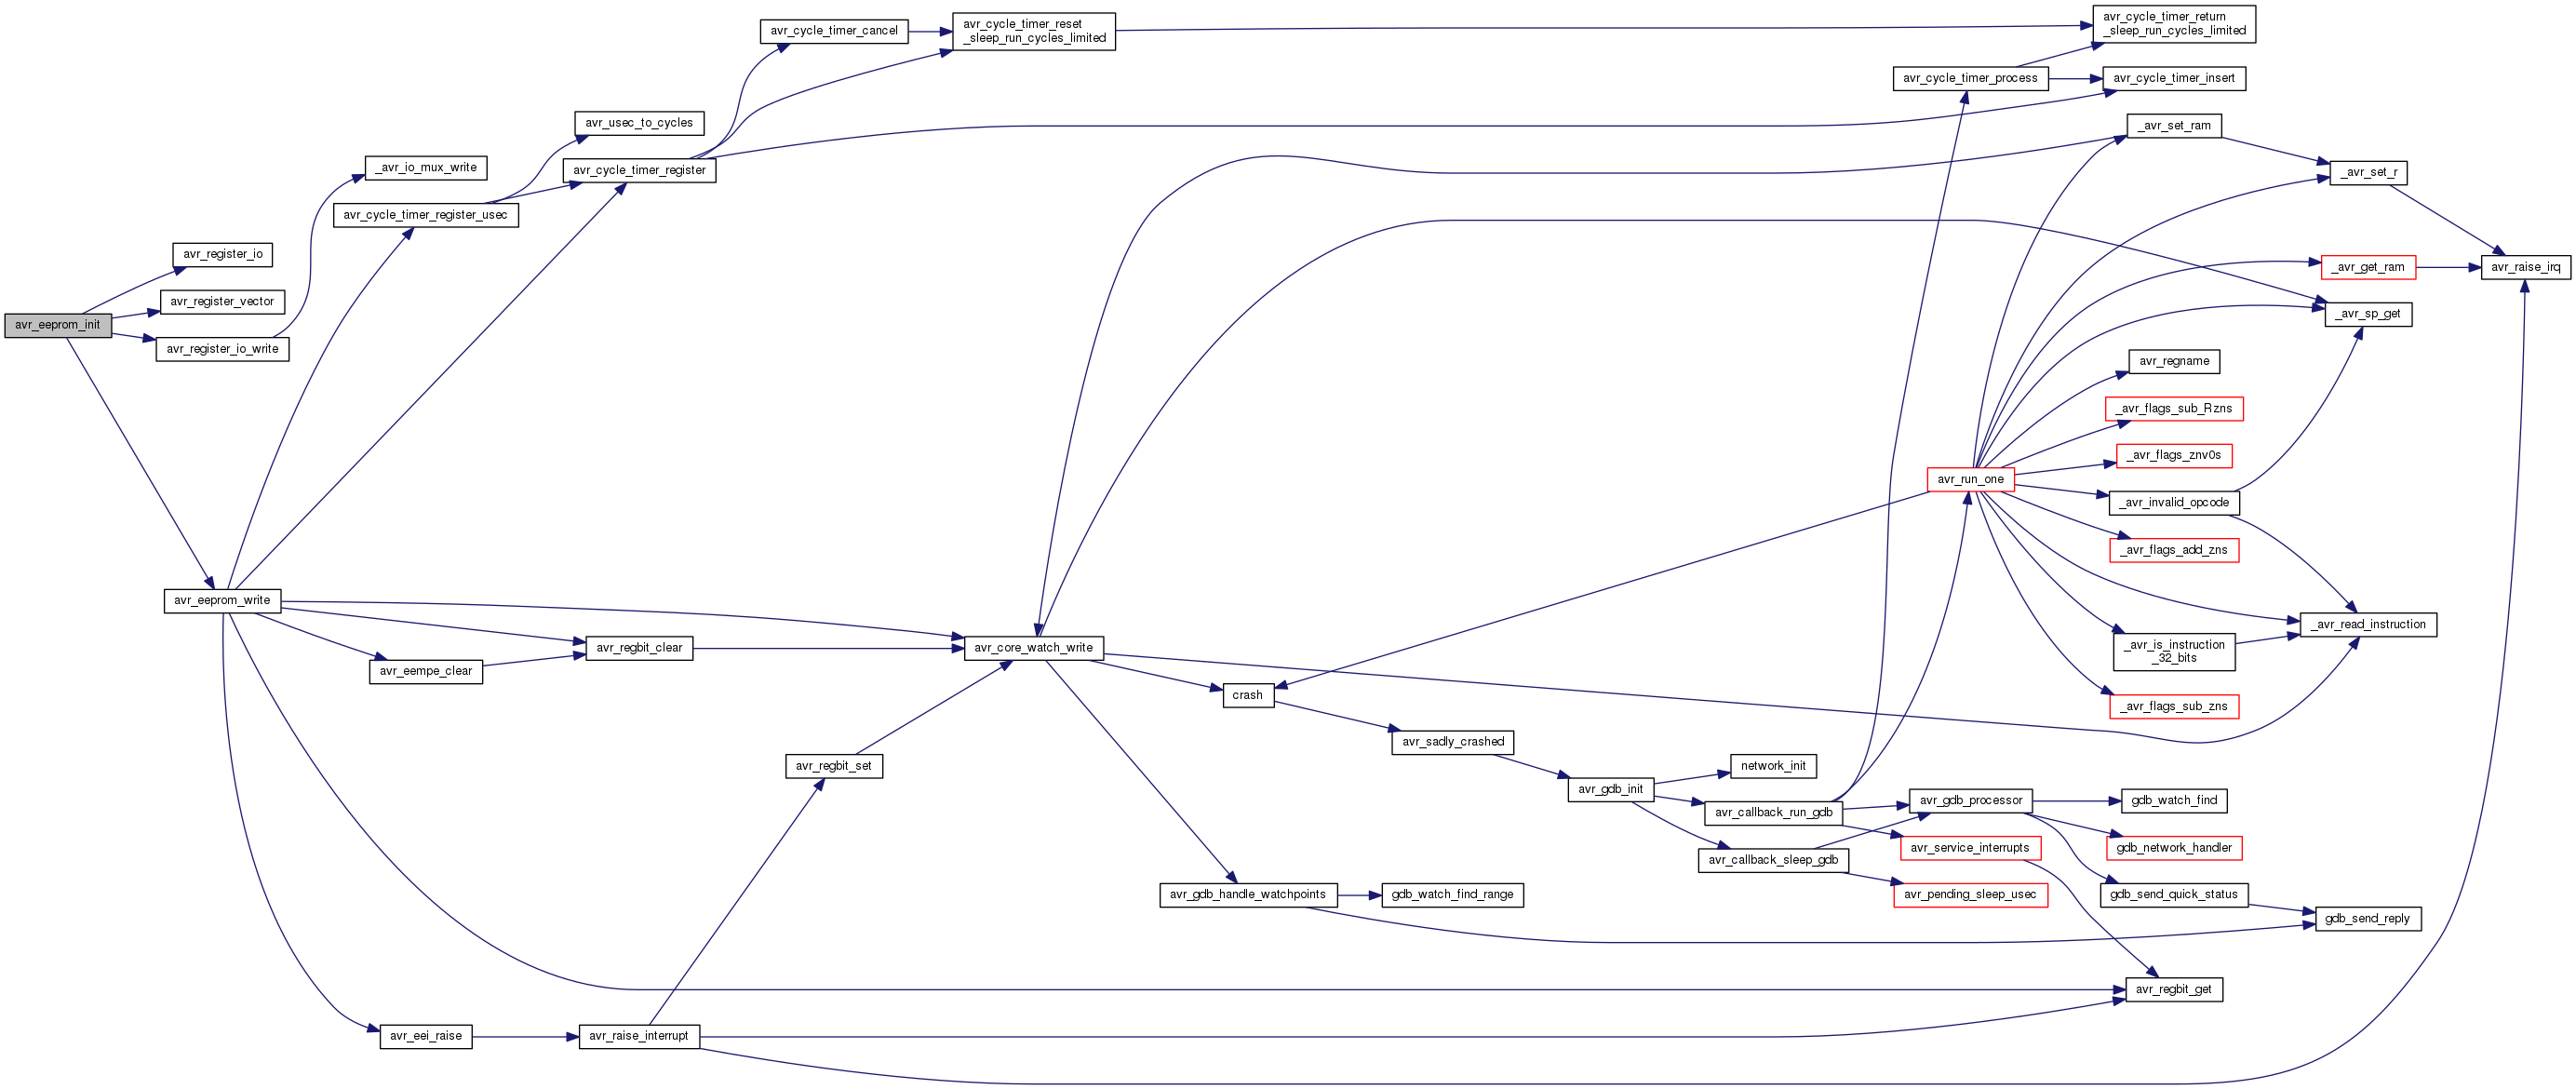 avr_eeprom_init
avr_register_io
avr_register_vector
avr_register_io_write
avr_eeprom_write
_avr_io_mux_write
avr_cycle_timer_register_usec
avr_usec_to_cycles
avr_cycle_timer_register
avr_cycle_timer_cancel
avr_cycle_timer_reset
_sleep_run_cycles_limited
avr_cycle_timer_return
_sleep_run_cycles_limited
avr_cycle_timer_process
avr_cycle_timer_insert
_avr_set_ram
_avr_set_r
_avr_get_ram
avr_raise_irq
_avr_sp_get
avr_regname
_avr_flags_sub_Rzns
_avr_flags_znv0s
avr_run_one
_avr_invalid_opcode
_avr_flags_add_zns
_avr_read_instruction
_avr_is_instruction
_32_bits
_avr_flags_sub_zns
avr_regbit_clear
avr_eempe_clear
avr_core_watch_write
crash
avr_sadly_crashed
avr_regbit_set
avr_gdb_init
network_init
avr_callback_run_gdb
avr_gdb_processor
gdb_watch_find
avr_service_interrupts
gdb_network_handler
avr_callback_sleep_gdb
avr_pending_sleep_usec
gdb_send_quick_status
gdb_send_reply
avr_gdb_handle_watchpoints
gdb_watch_find_range
avr_regbit_get
avr_eei_raise
avr_raise_interrupt